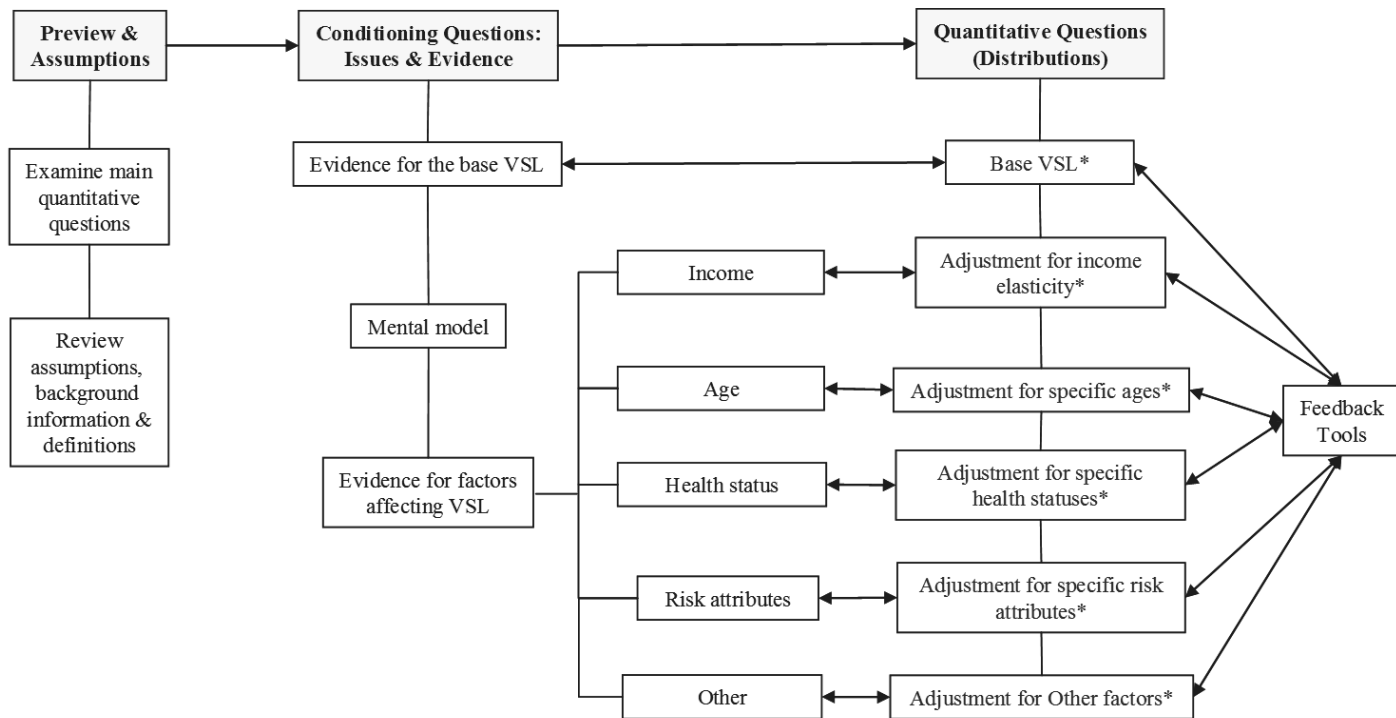 Preview &
Assumptions
Conditioning Questions:
Issues & Evidence
Quantitative Questions
(Distributions)
Examine main
quantitative
questions
Evidence for the base VSL
Base VSL*
Income
Adjustment for income
elasticity*
Review
assumptions,
background
information &
definitions
Mental model
Age
Adjustment for specific ages*
Feedback
Tools
Evidence for factors
affecting VSL
Health status
Adjustment for specific
health statuses*
Risk attributes
Adjustment for specific risk
attributes*
Other
Adjustment for Other factors*